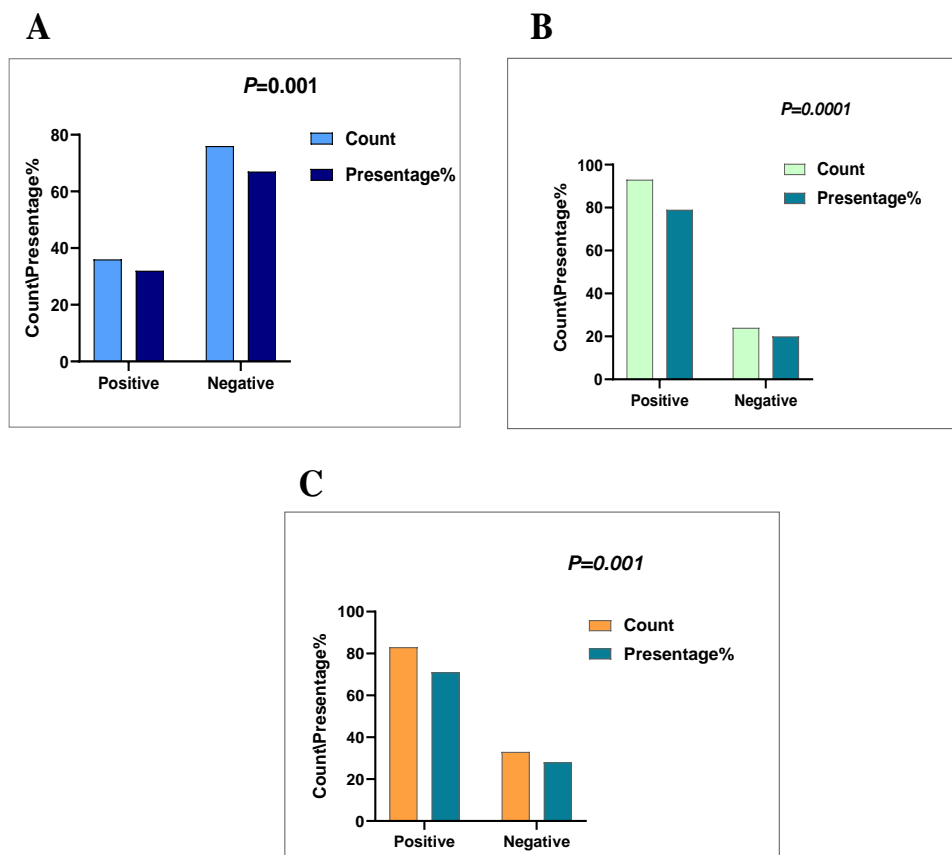 A
P=0.001
Count\Presentage%
80
60
40
20
0
Positive Negative
Count
Presentage%
B
P=0.0001
Count\Presentage%
100
80
60
40
20
0
Positive Negative
Count
Presentage%
C
P=0.001
Count\Presentage%
100
80
60
40
20
0
Positive Negative
Count
Presentage%